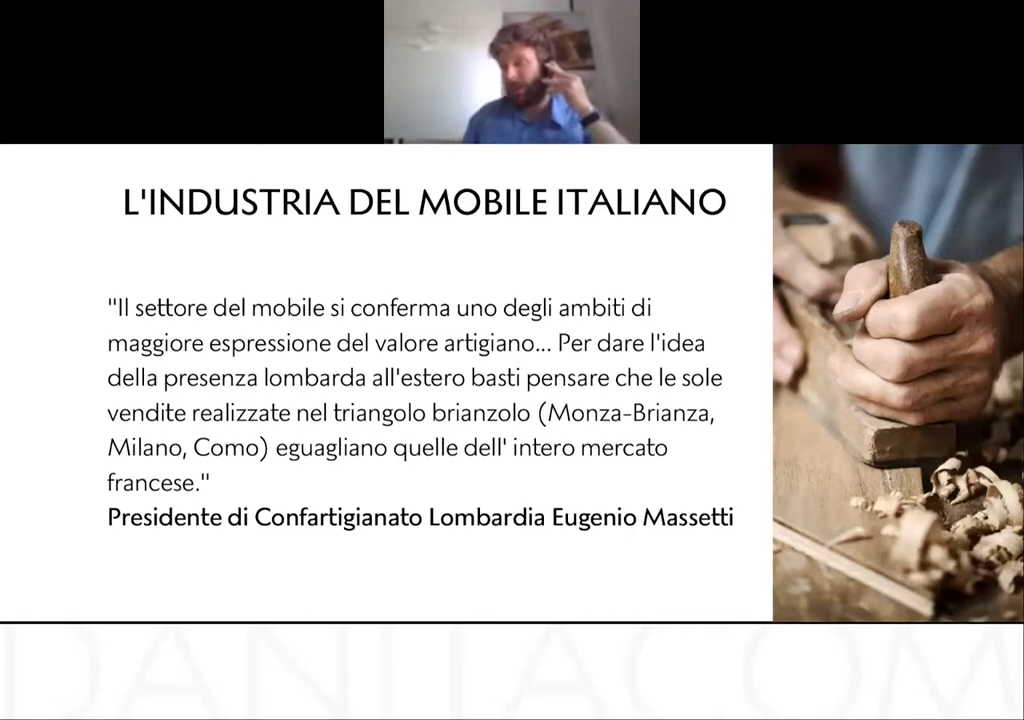 L'INDUSTRIA DEL MOBILE ITALIANO
"Il settore del mobile si conferma uno degli ambiti di
maggiore espressione del valore artigiano... Per dare l'idea
della presenza lombarda all'estero basti pensare che le sole
vendite realizzate nel triangolo brianzolo (Monza-Brianza,
Milano, Como) eguagliano quelle dell' intero mercato
francese."
Presidente di Confartigianato Lombardia Eugenio Massetti
DANITACOM